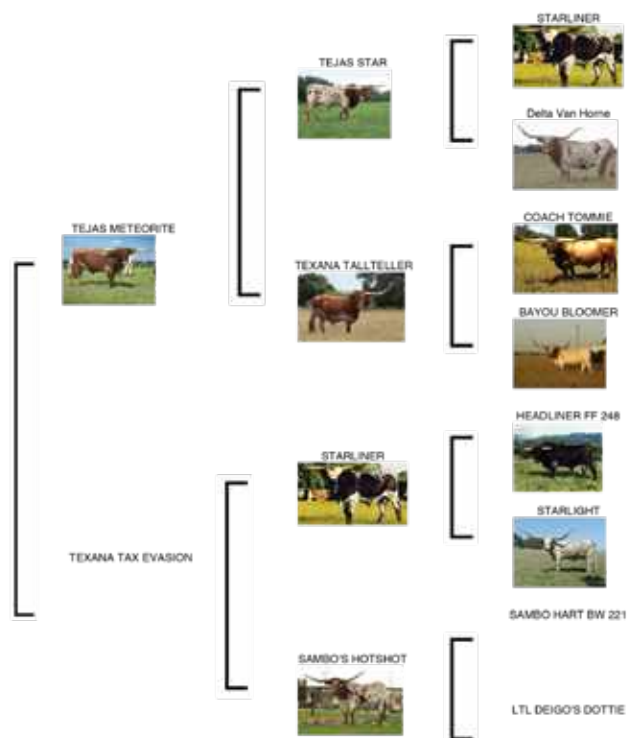 STARLINER
TEJAS STAR
Delta Van Horne
COACH TOMMIE
TEJAS METEORITE
TEXANA TALLTELLER
BAYOU BLOOMER
HEADLINER FF 248
STARLINER
STARLIGHT
TEXANA TAX EVASION
SAMBO HART BW 221
SAMBO'S HOTSHOT
LTL DEIGO'S DOTTIE